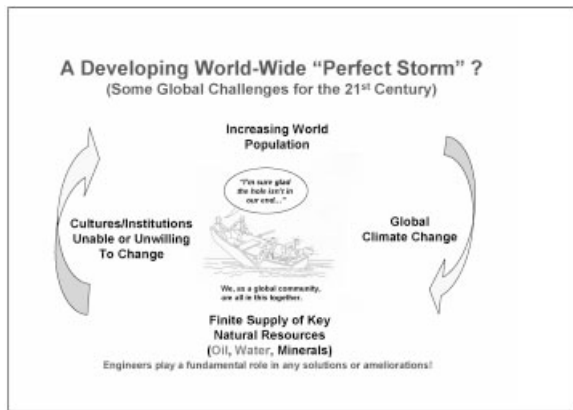 A Developing World-Wide “Perfect Storm” ?
(Some Global Challenges for the 21st Century)
Increasing World
Population
"I'm sure glad
the hole isn't in
our end..."
Cultures/Institutions
Unable or Unwilling
To Change
Global
Climate Change
We, as a global community,
are all in this together.
Finite Supply of Key
Natural Resources
(Oil, Water, Minerals)
Engineers play a fundamental role in any solutions or ameliorations!